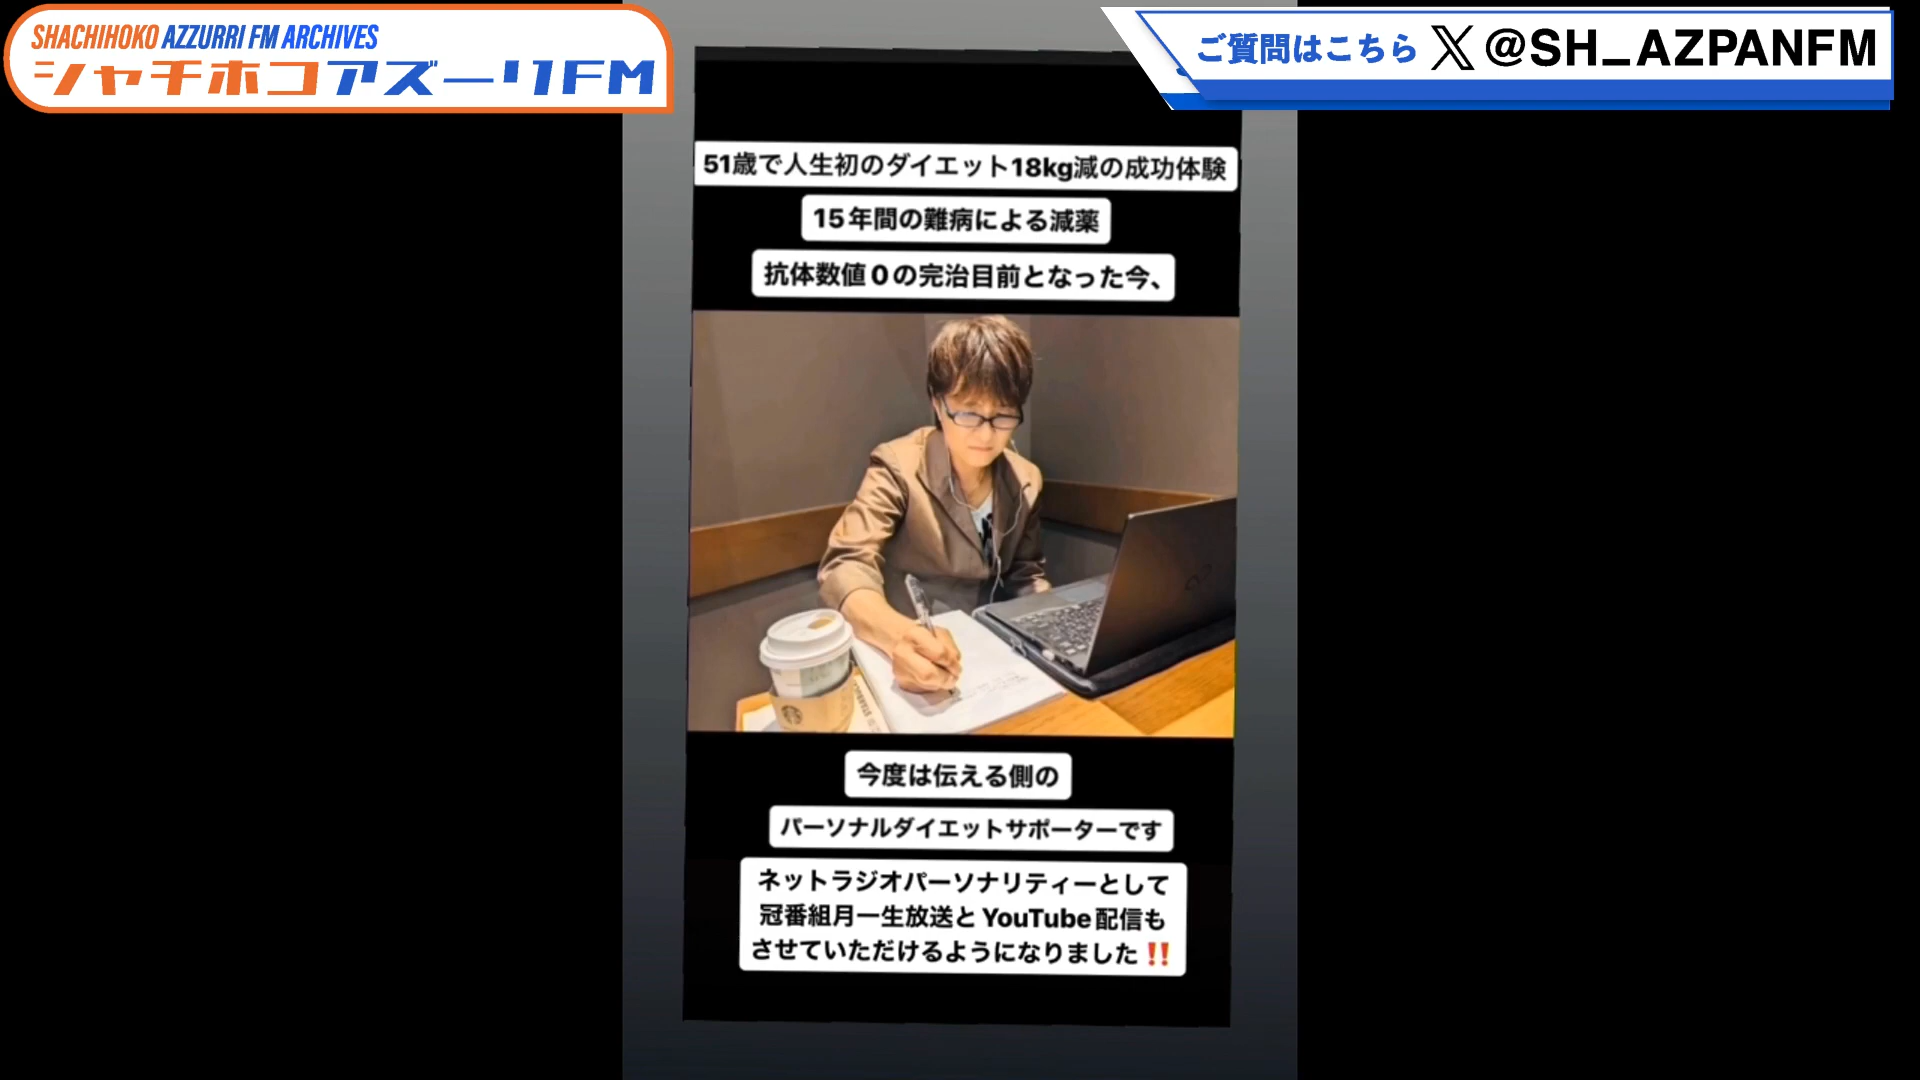 SHACHIHOKO AZZURRI FM ARCHIVES
シャチホコアズーリFM
ご質問はこちら X @SH_AZPANFM
51歳で人生初のダイエット18kg減の成功体験
15年間の難病による減薬
抗体数値0の完治目前となった今、
今度は伝える側の
パーソナルダイエットサポーターです
ネットラジオパーソナリティーとして
冠番組月一生放送とYouTube配信も
させていただけるようになりました‼️